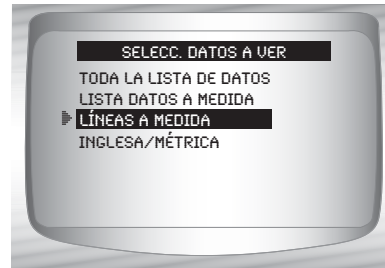 SELECC. DATOS A VER
TODA LA LISTA DE DATOS
LISTA DATOS A MEDIDA
LÍNEAS A MEDIDA
INGLESA/MÉTRICA